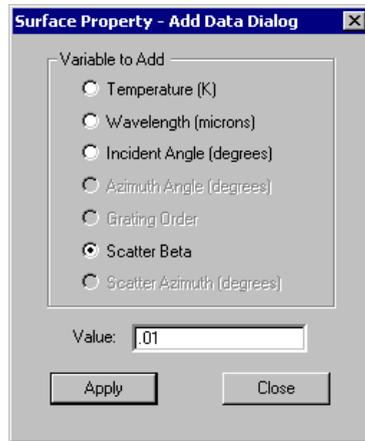 Surface Property - Add Data Dialog
Variable to Add
Temperature (K)
Wavelength (microns)
Incident Angle (degrees)
Azimuth Angle (degrees)
Grating Order
Scatter Beta
Scatter Azimuth (degrees)
Value: .01
Apply Close